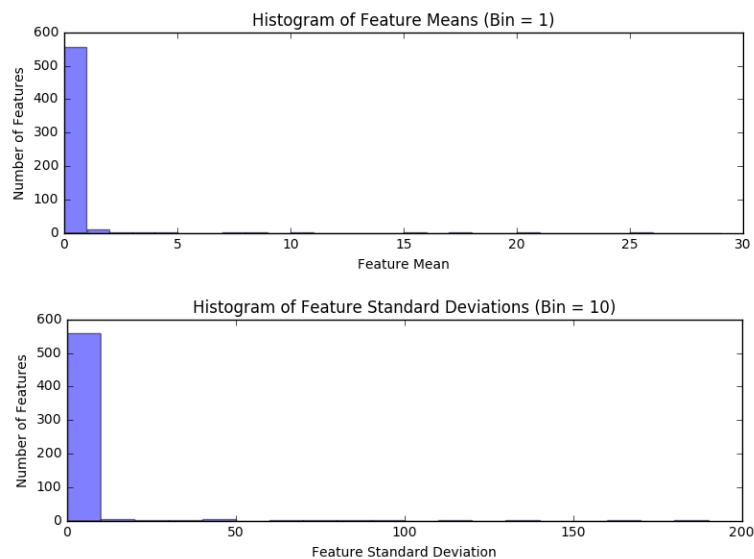 Histogram of Feature Means (Bin = 1)
600
500
400
300
200
100
0
Number of Features
0 5 10 15 20 25 30
Feature Mean
Histogram of Feature Standard Deviations (Bin = 10)
600
500
400
300
200
100
0
Number of Features
0 50 100 150 200
Feature Standard Deviation